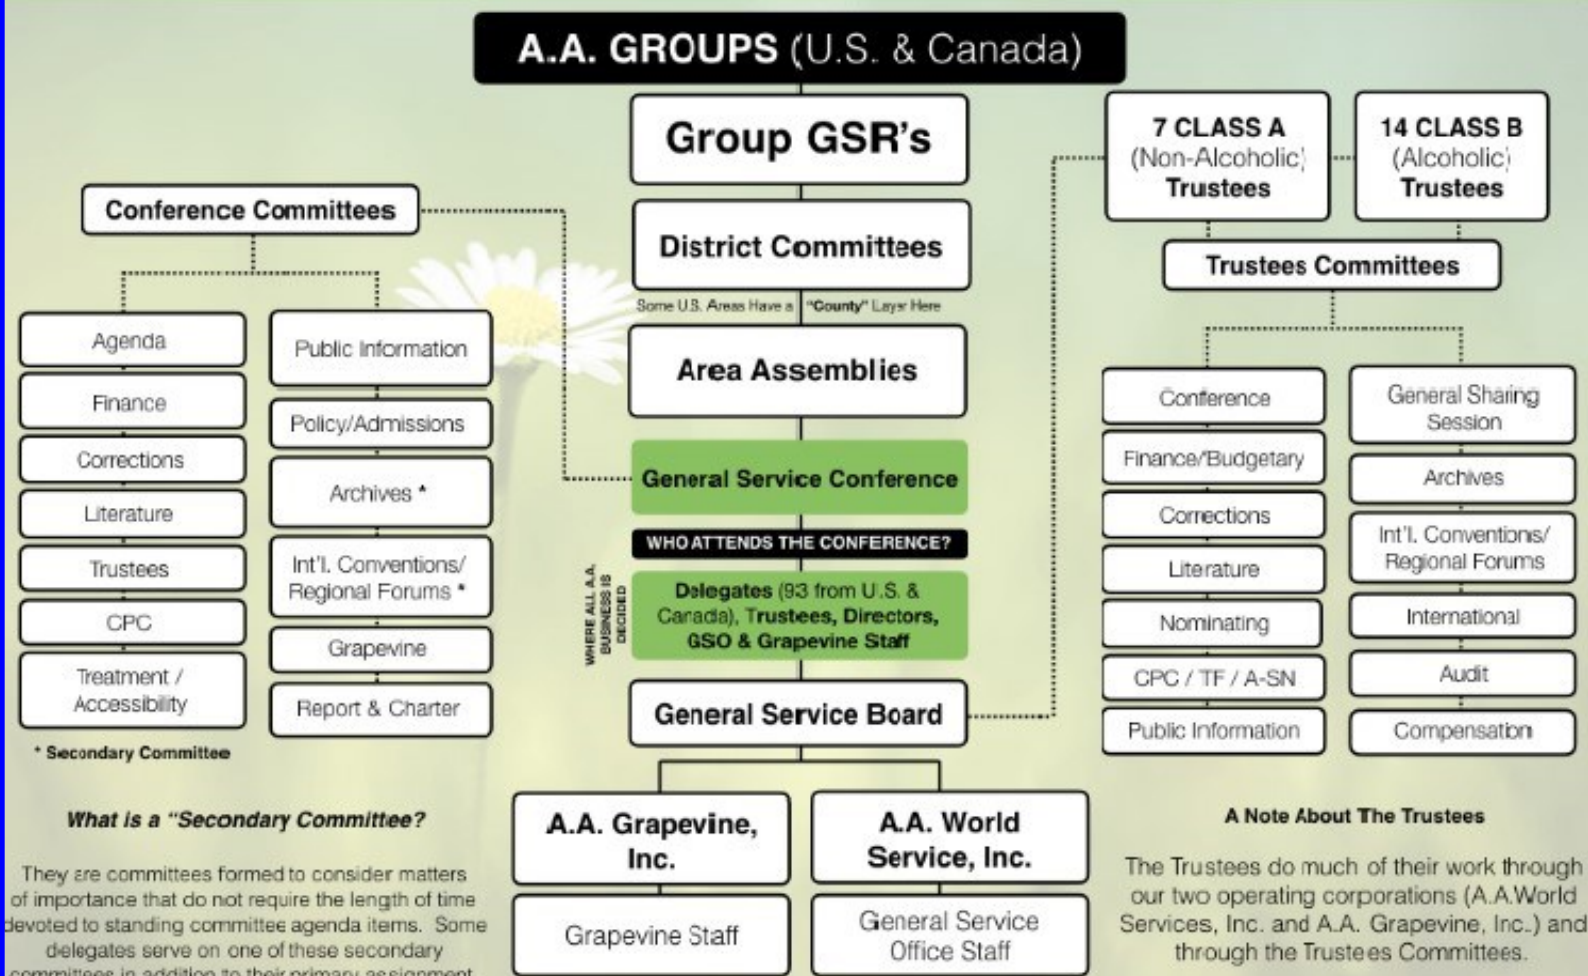 A.A. GROUPS (U.S. & Canada)
Group GSR's
District Committees
Some U.S. Areas Have a "County" Layer Here
Area Assemblies
General Service Conference
WHO ATTENDS THE CONFERENCE?
WHERE ALL A.A.
BUSINESS IS
DECIDED
Delegates (93 from U.S. &
Canada), Trustees, Directors,
GSO & Grapevine Staff
General Service Board
A.A. Grapevine,
Inc.
Grapevine Staff
A.A. World
Service, Inc.
General Service
Office Staff
Conference Committees
Agenda
Finance
Corrections
Literature
Trustees
CPC
Treatment /
Accessibility
Public Information
Policy/Admissions
Archives *
Int'l. Conventions/
Regional Forums *
Grapevine
Report & Charter
* Secondary Committee
What is a "Secondary Committee?
They are committees formed to consider matters
of importance that do not require the length of time
devoted to standing committee agenda items. Some
delegates serve on one of these secondary
committees in addition to their primary assignment
7 CLASS A
(Non-Alcoholic)
Trustees
14 CLASS B
(Alcoholic)
Trustees
Trustees Committees
Conference
Finance/Budgetary
Corrections
Literature
Nominating
CPC / TF / A-SN
Public Information
General Sharing
Session
Archives
Int'l. Conventions/
Regional Forums
International
Audit
Compensation
A Note About The Trustees
The Trustees do much of their work through
our two operating corporations (A.A.World
Services, Inc. and A.A. Grapevine, Inc.) and
through the Trustees Committees.